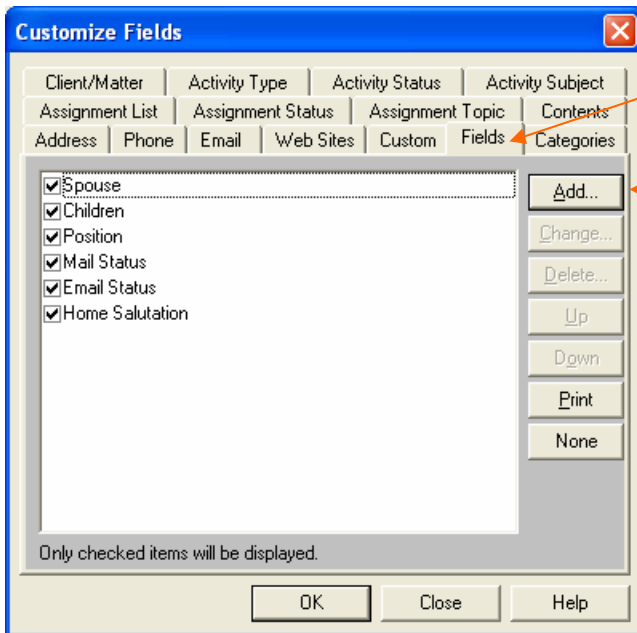 Customize Fields
Client/Matter Activity Type Activity Status Activity Subject
Assignment List Assignment Status Assignment Topic Contents
Address Phone Email Web Sites Custom Fields Categories
Spouse
Children
Position
Mail Status
Email Status
Home Salutation
Add...
Change...
Delete...
Up
Down
Print
None
Only checked items will be displayed.
OK Close Help